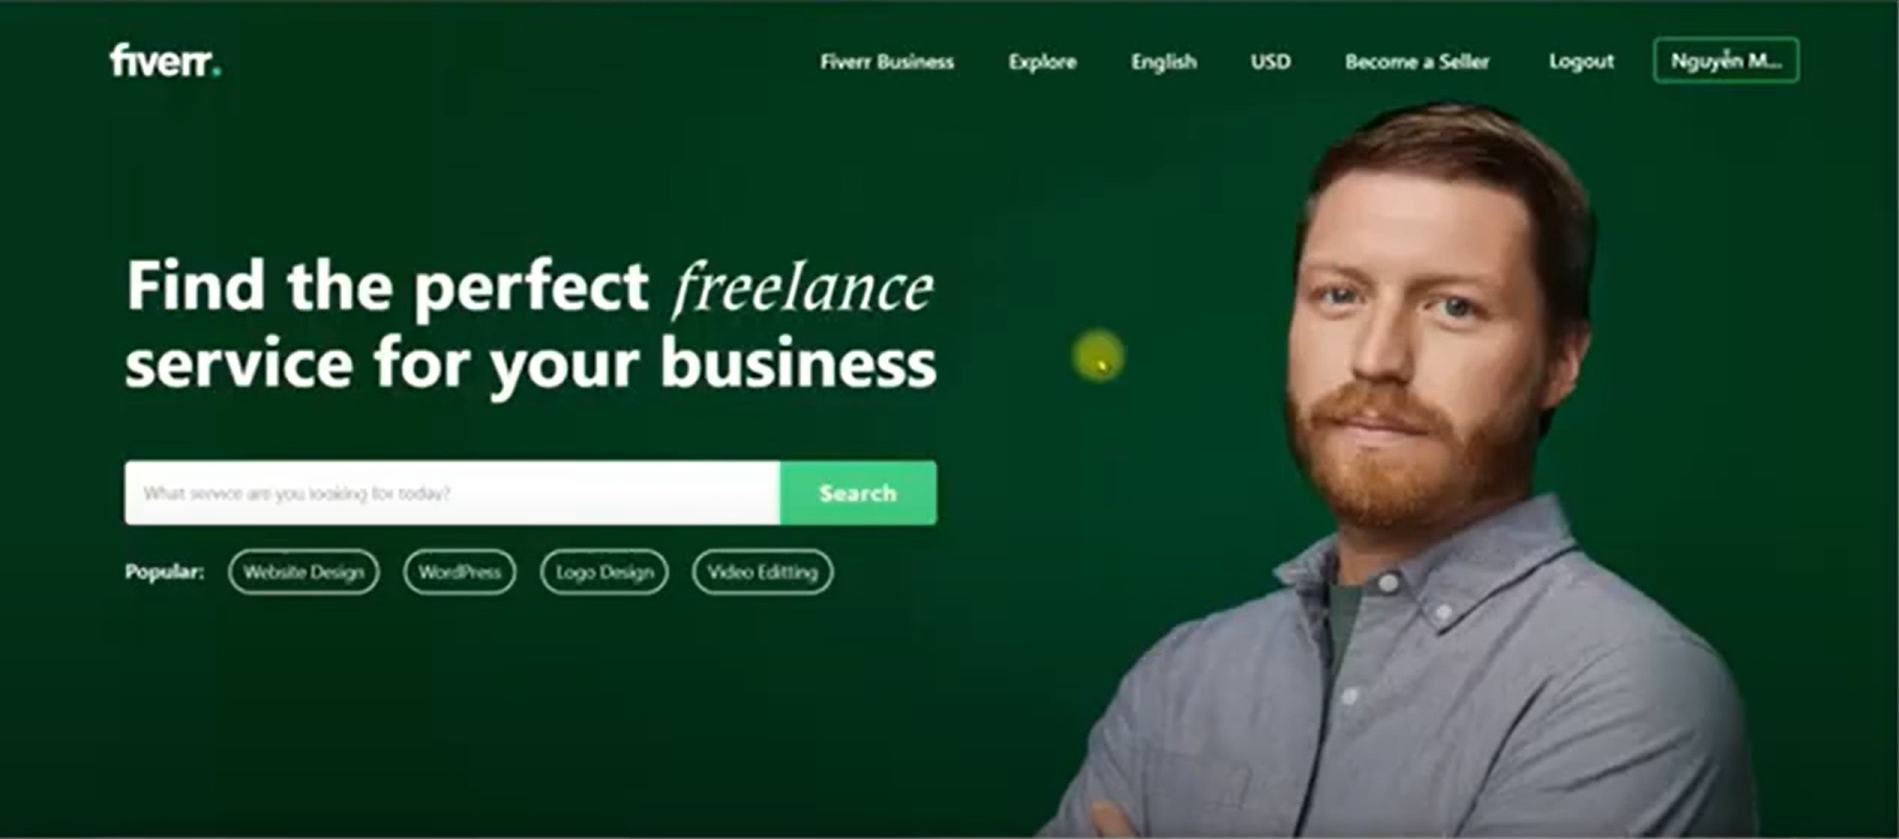 fiverr.
Fiverr Business Explore English USD Become a Seller Logout Nguyễn M...
Find the perfect freelance
service for your business
What service are you looking for today? Search
Popular: Website Design WordPress Logo Design Video Editting